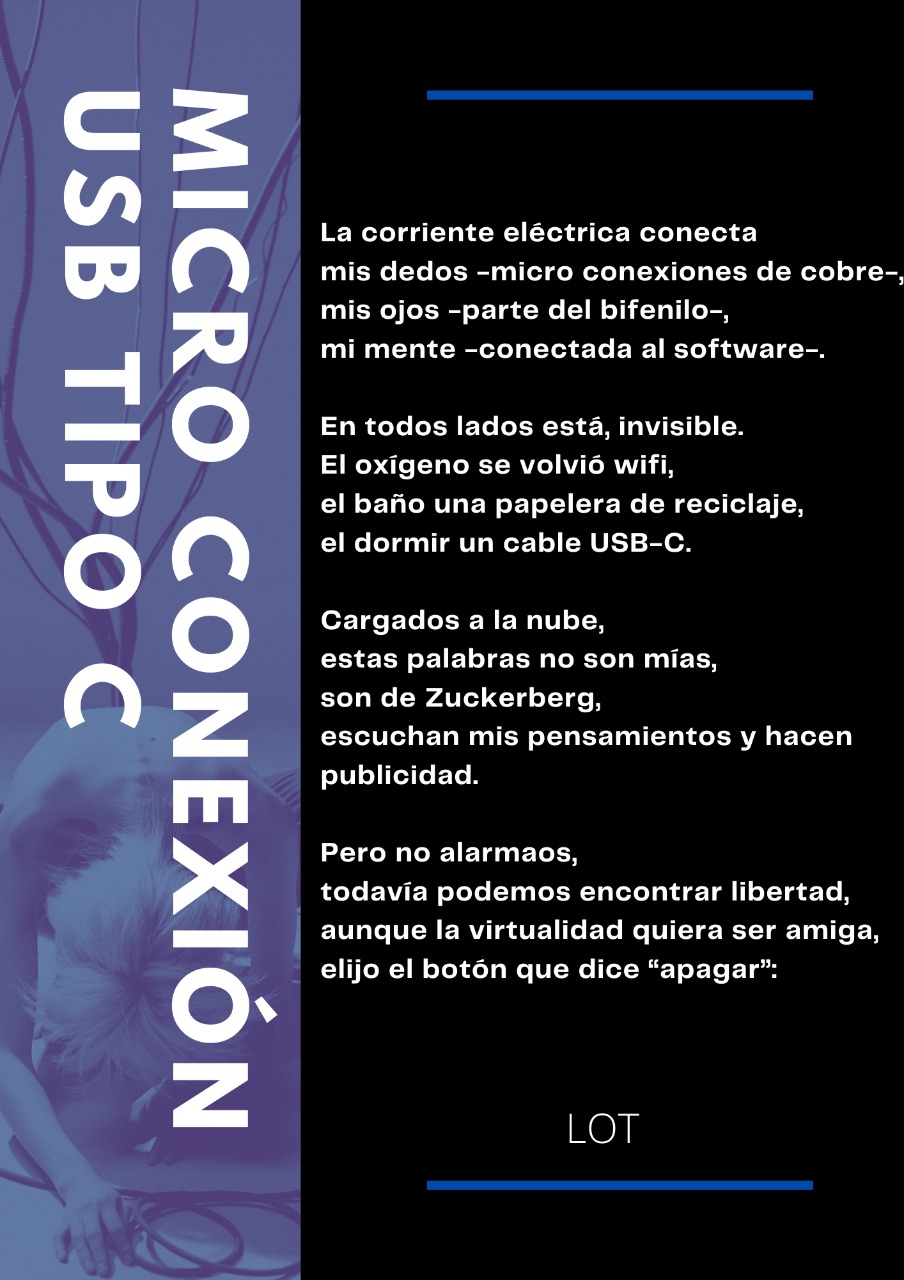 MICRO CONEXIÓN
USB TIPO C
La corriente eléctrica conecta
mis dedos –micro conexiones de cobre–,
mis ojos –parte del bifenilo–,
mi mente –conectada al software–.
En todos lados está, invisible.
El oxígeno se volvió wifi,
el baño una papelera de reciclaje,
el dormir un cable USB-C.
Cargados a la nube,
estas palabras no son mías,
son de Zuckerberg,
escuchan mis pensamientos y hacen
publicidad.
Pero no alarmaos,
todavía podemos encontrar libertad,
aunque la virtualidad quiera ser amiga,
elijo el botón que dice “apagar”:
LOT